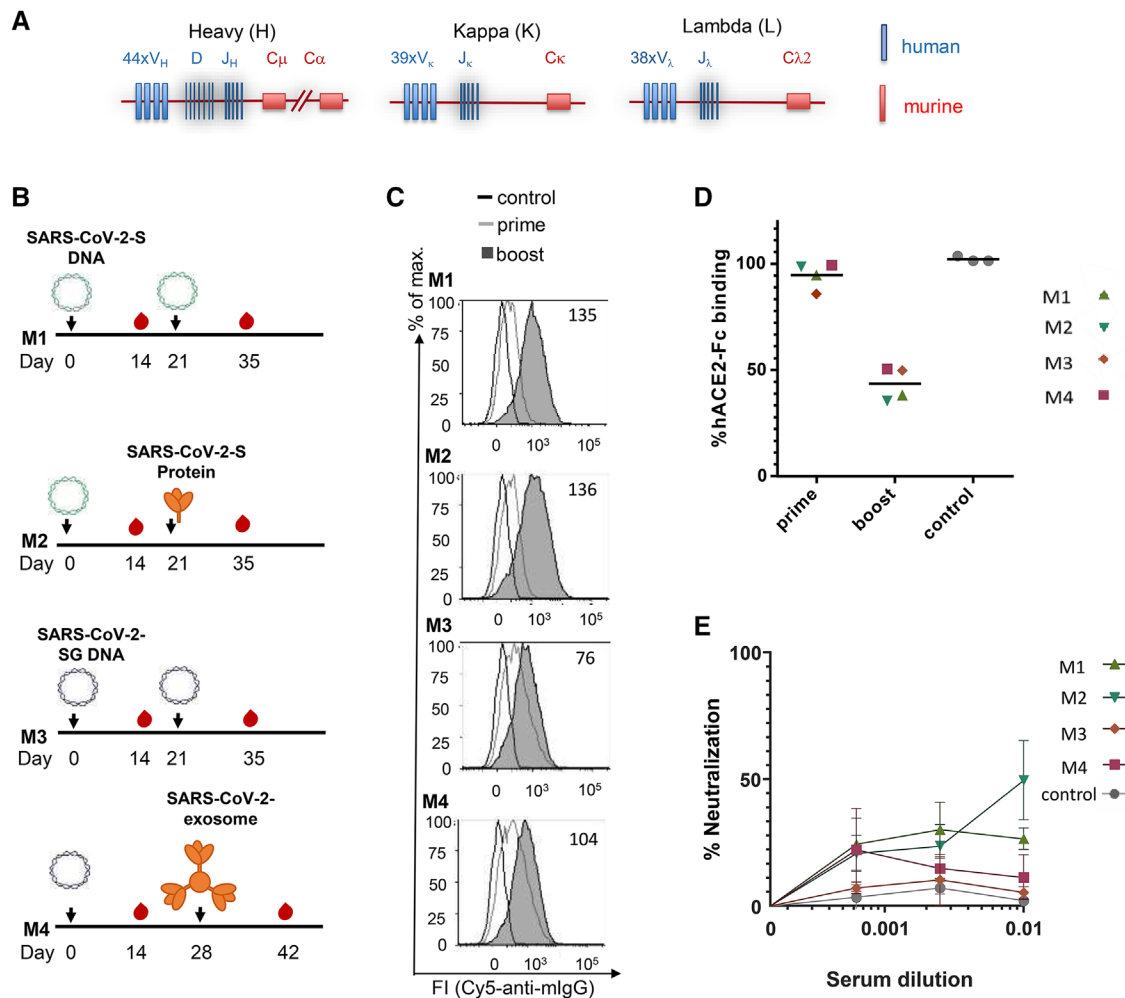 A
Heavy (H)
Kappa (K)
Lambda (L)
44xVH D JH Cμ Cα
39xVκ Jκ Cκ
38xVλ Jλ Cλ2
human
murine
B
SARS-CoV-2-S
DNA
M1
Day 0 14 21 35
SARS-CoV-2-S
Protein
M2
Day 0 14 21 35
SARS-CoV-2-
SG DNA
M3
Day 0 14 21 35
SARS-CoV-2-
exosome
M4
Day 0 14 28 42
C
control
prime
boost
% of max.
M1
100
75
50
25
0
135
0 10³ 10⁵
M2
100
75
50
25
0
136
0 10³ 10⁵
M3
100
75
50
25
0
76
0 10³ 10⁵
M4
100
75
50
25
0
104
0 10³ 10⁵
FI (Cy5-anti-mIgG)
D
%hACE2-Fc binding
100
50
0
prime
boost
control
M1
M2
M3
M4
E
% Neutralization
100
50
0
0 0.001 0.01
Serum dilution
M1
M2
M3
M4
control